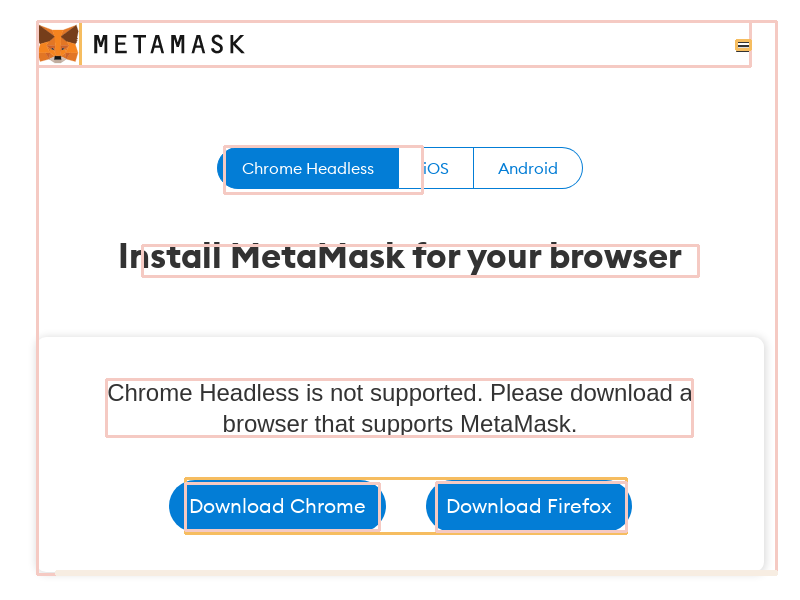 METAMASK
Chrome Headless
iOS
Android
Install MetaMask for your browser
Chrome Headless is not supported. Please download a
browser that supports MetaMask.
Download Chrome
Download Firefox